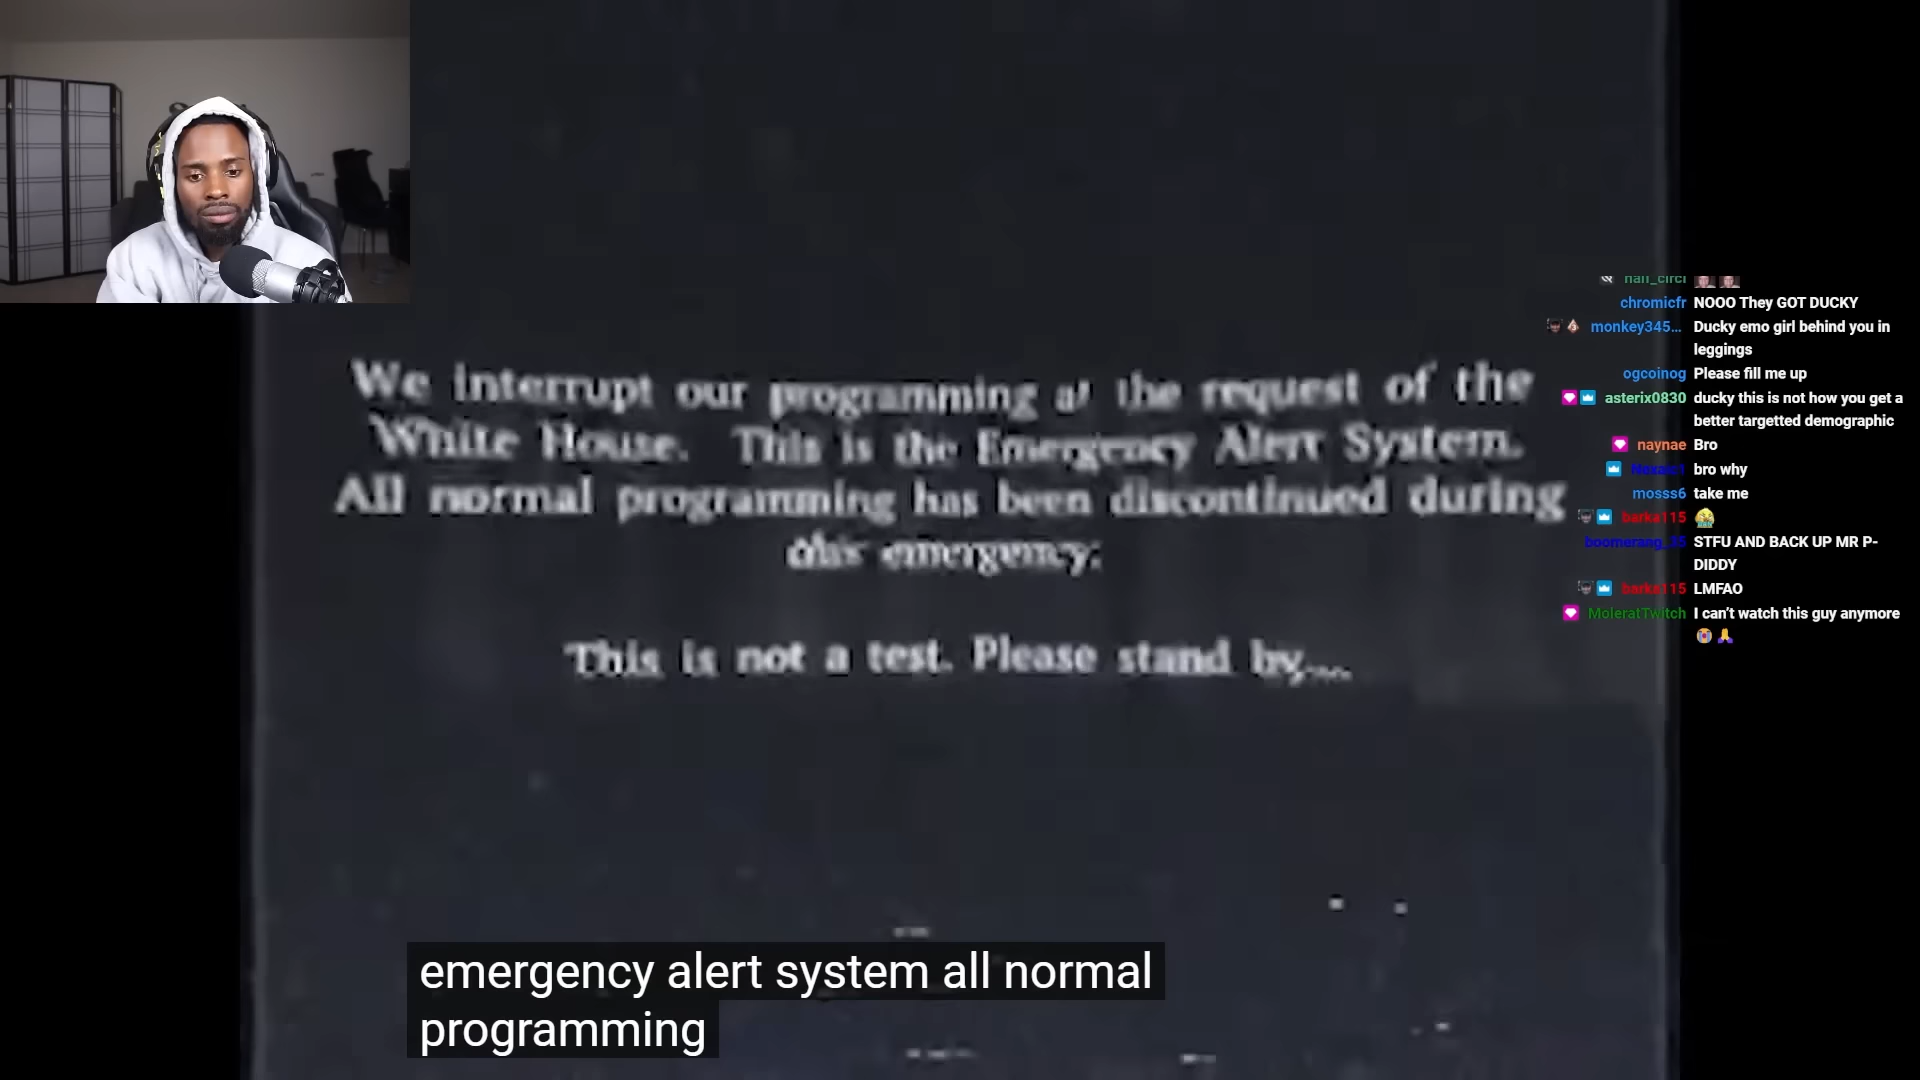 We interrupt our programming at the request of the
White House. This is the Emergency Alert System.
All normal programming has been discontinued during
this emergency.
This is not a test. Please stand by....
emergency alert system all normal
programming
chromicfr NOOO They GOT DUCKY
monkey345... Ducky emo girl behind you in
leggings
ogcoinog Please fill me up
asterix0830 ducky this is not how you get a
better targetted demographic
naynae Bro
bro why
mosss6 take me
barka115
STFU AND BACK UP MR P-
DIDDY
barka115 LMFAO
MoleratTwitch I can't watch this guy anymore